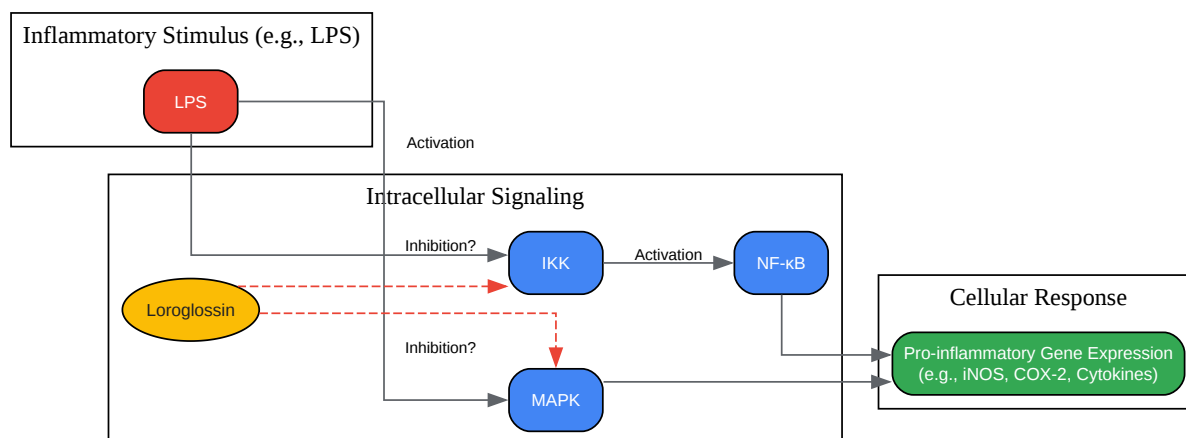 Inflammatory Stimulus (e.g., LPS)
LPS
Activation
Intracellular Signaling
Inhibition?
IKK
Activation
NF-κB
Loroglossin
Inhibition?
MAPK
Cellular Response
Pro-inflammatory Gene Expression
(e.g., iNOS, COX-2, Cytokines)